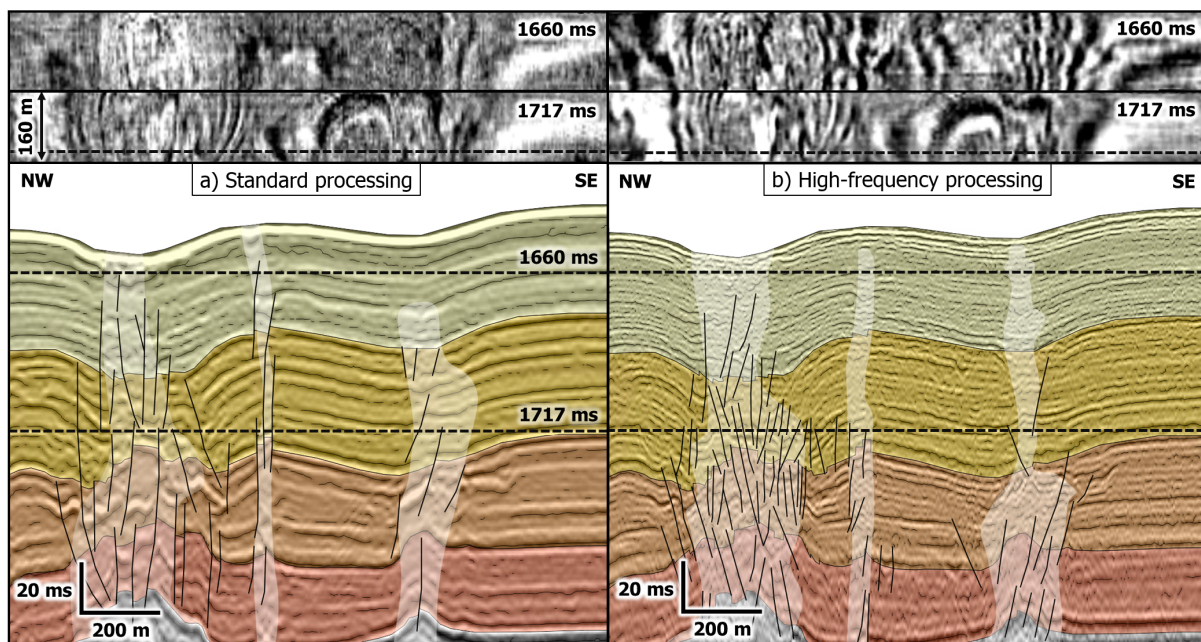 1660 ms
1660 ms
1717 ms
1717 ms
160 m
NW
a) Standard processing
SE
NW
b) High-frequency processing
SE
1660 ms
1717 ms
20 ms
200 m
20 ms
200 m